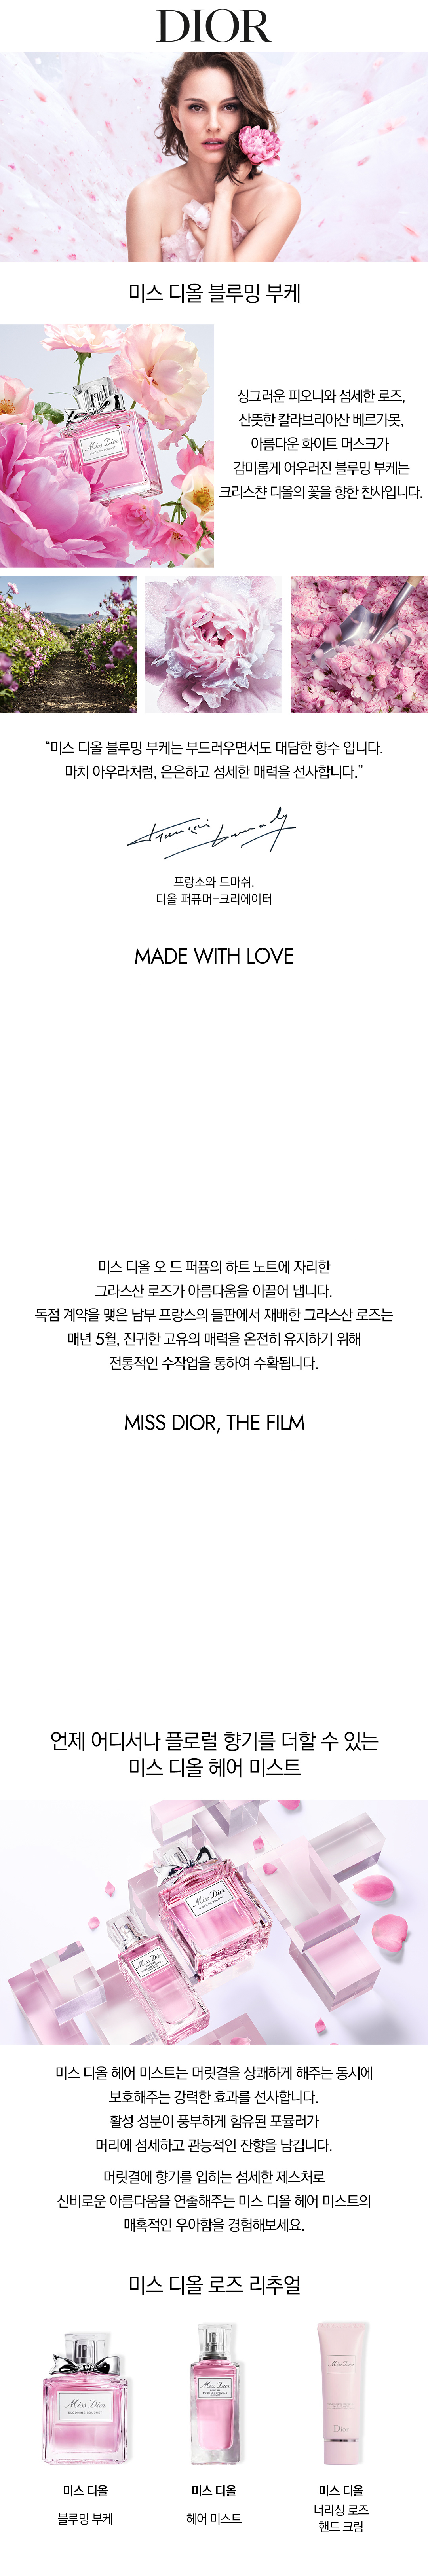 DIOR
미스 디올 블루밍 부케
Miss Dior
BLOOMING BOUQUET
싱그러운 피오니와 섬세한 로즈,
산뜻한 칼라브리아산 베르가못,
아름다운 화이트 머스크가
감미롭게 어우러진 블루밍 부케는
크리스챤 디올의 꽃을 향한 찬사입니다.
“미스 디올 블루밍 부케는 부드러우면서도 대담한 향수 입니다.
마치 아우라처럼, 은은하고 섬세한 매력을 선사합니다.”
프랑소와 드마쉬,
디올 퍼퓨머-크리에이터
MADE WITH LOVE
미스 디올 오 드 퍼퓸의 하트 노트에 자리한
그라스산 로즈가 아름다움을 이끌어 냅니다.
독점 계약을 맺은 남부 프랑스의 들판에서 재배한 그라스산 로즈는
매년 5월, 진귀한 고유의 매력을 온전히 유지하기 위해
전통적인 수작업을 통하여 수확됩니다.
MISS DIOR, THE FILM
언제 어디서나 플로럴 향기를 더할 수 있는
미스 디올 헤어 미스트
Miss Dior
BLOOMING BOUQUET
Miss Dior
미스 디올 헤어 미스트는 머릿결을 상쾌하게 해주는 동시에
보호해주는 강력한 효과를 선사합니다.
활성 성분이 풍부하게 함유된 포뮬러가
머리에 섬세하고 관능적인 잔향을 남깁니다.
머릿결에 향기를 입히는 섬세한 제스처로
신비로운 아름다움을 연출해주는 미스 디올 헤어 미스트의
매혹적인 우아함을 경험해보세요.
미스 디올 로즈 리추얼
Miss Dior
BLOOMING BOUQUET
Miss Dior
Miss Dior
Dior
미스 디올
블루밍 부케
미스 디올
헤어 미스트
미스 디올
너리싱 로즈
핸드 크림